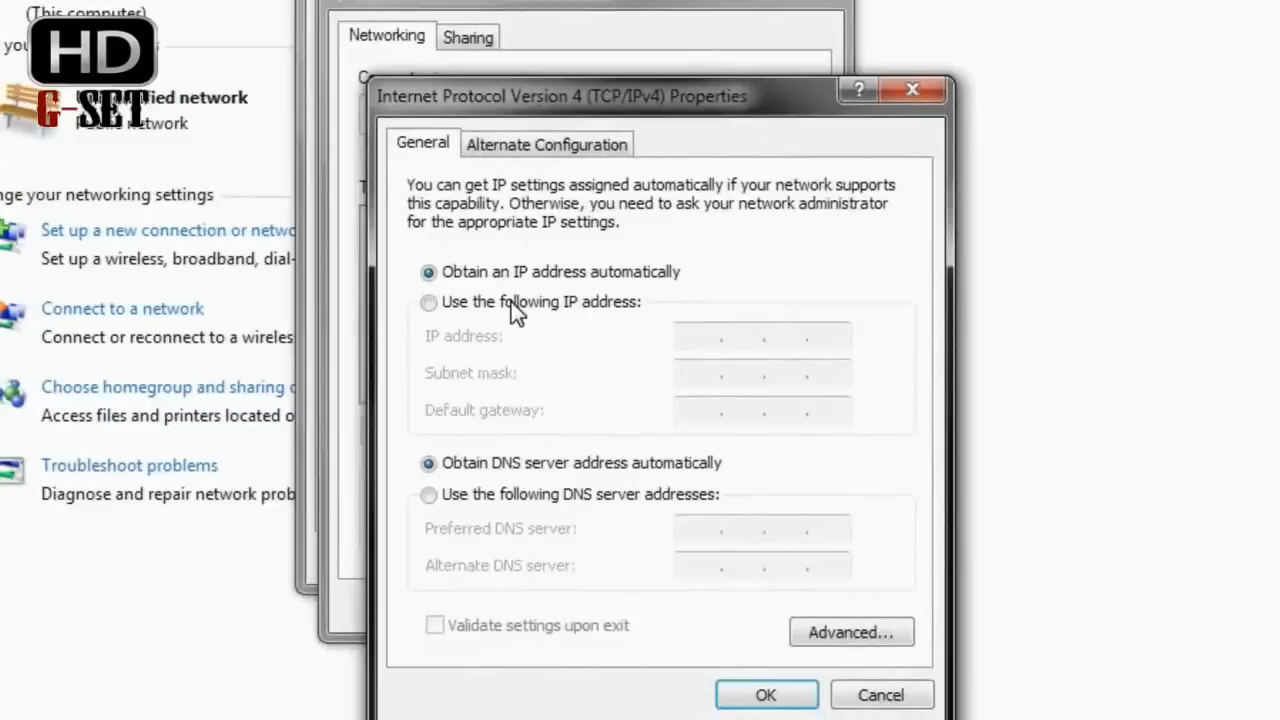 (This computer)
HD
G-SET
fied network
Public network
nge your networking settings
Set up a new connection or netwo
Set up a wireless, broadband, dial-
Connect to a network
Connect or reconnect to a wireles
Choose homegroup and sharing o
Access files and printers located o
Troubleshoot problems
Diagnose and repair network prob
Networking
Sharing
Internet Protocol Version 4 (TCP/IPv4) Properties
?
X
General
Alternate Configuration
You can get IP settings assigned automatically if your network supports
this capability. Otherwise, you need to ask your network administrator
for the appropriate IP settings.
Obtain an IP address automatically
Use the following IP address:
IP address:
Subnet mask:
Default gateway:
Obtain DNS server address automatically
Use the following DNS server addresses:
Preferred DNS server:
Alternate DNS server:
Validate settings upon exit
Advanced...
OK
Cancel